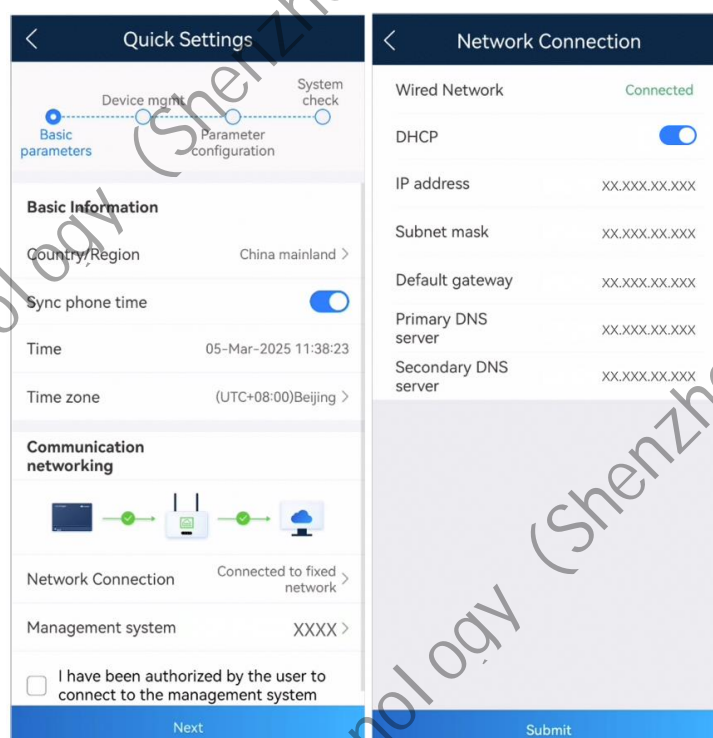 Quick Settings
System
Device mgmt
check
Basic
Parameter
parameters
configuration
Basic Information
Country/Region
China mainland >
Sync phone time
Time
05-Mar-2025 11:38:23
Time zone
(UTC+08:00)Beijing >
Communication
networking
Network Connection
Connected to fixed
network >
Management system
XXXX >
I have been authorized by the user to
connect to the management system
Next
Network Connection
Wired Network
Connected
DHCP
IP address
XX.XXX.XX.XXX
Subnet mask
XX.XXX.XX.XXX
Default gateway
XX.XXX.XX.XXX
Primary DNS
server
XX.XXX.XX.XXX
Secondary DNS
server
XX.XXX.XX.XXX
Submit
ology (Shenzhe
nology (Shenzhe